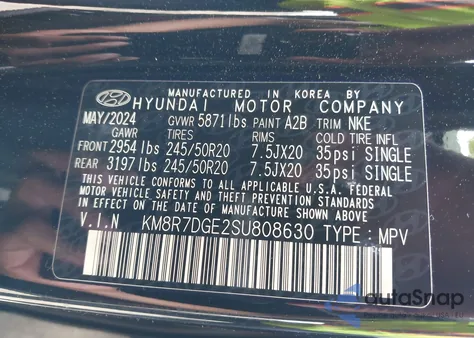 MANUFACTURED IN KOREA BY
HYUNDAI MOTOR COMPANY
MAY/2024 GVWR 5871lbs PAINT A2B TRIM NKE
GAWR TIRES RIMS COLD TIRE INFL
FRONT 2954 lbs 245/50R20 7.5JX20 35psi SINGLE
REAR 3197 lbs 245/50R20 7.5JX20 35psi SINGLE
THIS VEHICLE CONFORMS TO ALL APPLICABLE U.S.A. FEDERAL
MOTOR VEHICLE SAFETY AND BUMPER STANDARDS IN
EFFECT ON THE DATE OF MANUFACTURE SHOWN ABOVE.
V.I.N KM8R7DGE2SU808630 TYPE : MPV
autoSnap